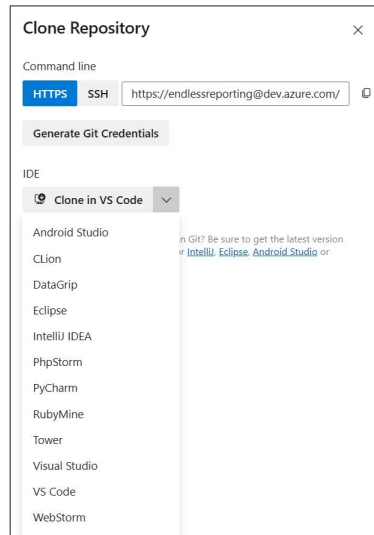 Clone Repository
Command line
HTTPS SSH https://endlessreporting@dev.azure.com/
Generate Git Credentials
IDE
Clone in VS Code
Android Studio
n Git? Be sure to get the latest version
CLion
IntelliJ, Eclipse, Android Studio or
DataGrip
Eclipse
IntelliJ IDEA
PhpStorm
PyCharm
RubyMine
Tower
Visual Studio
VS Code
WebStorm